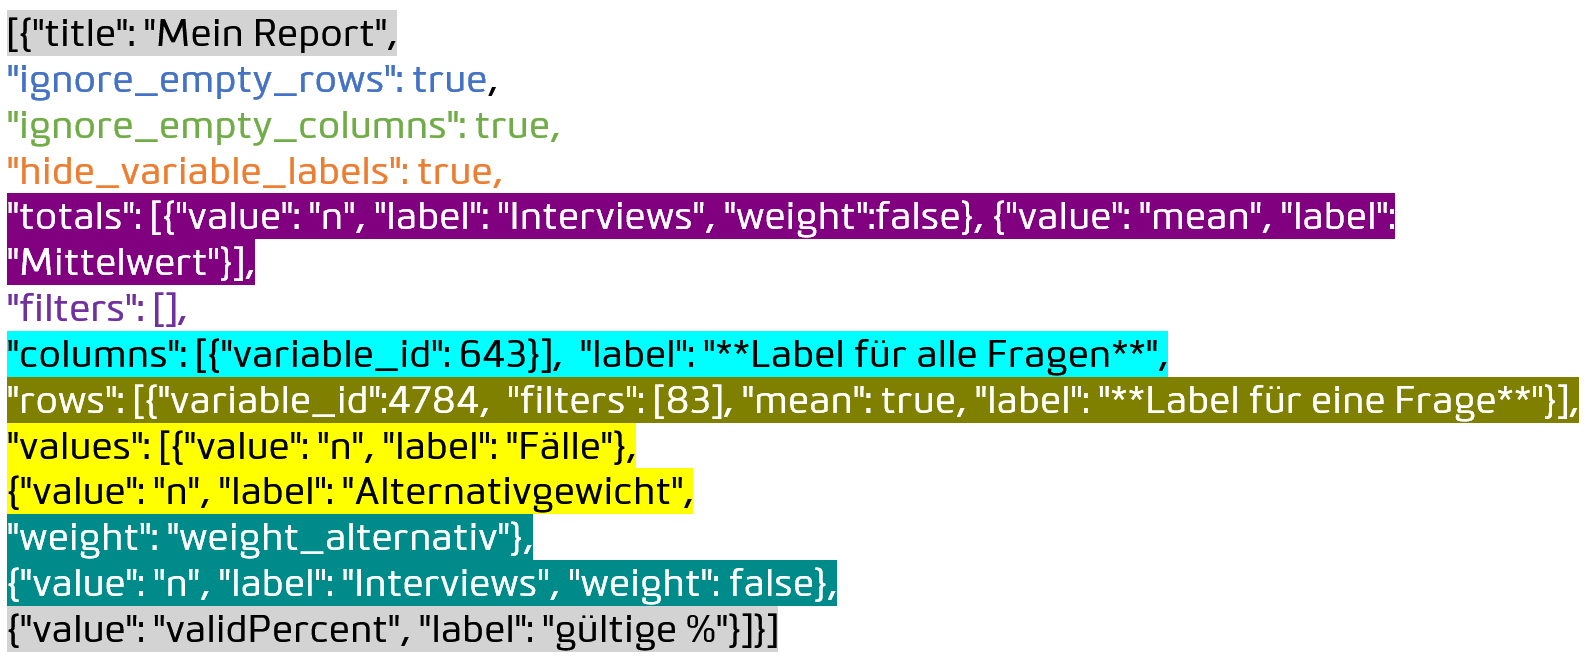 [{"title": "Mein Report",
"ignore_empty_rows": true,
"ignore_empty_columns": true,
"hide_variable_labels": true,
"totals": [{"value": "n", "label": "Interviews", "weight":false}, {"value": "mean", "label":
"Mittelwert"}],
"filters": [],
"columns": [{"variable_id": 643}],  "label": "**Label für alle Fragen**",
"rows": [{"variable_id":4784,  "filters": [83], "mean": true, "label": "**Label für eine Frage**"}],
"values": [{"value": "n", "label": "Fälle"},
{"value": "n", "label": "Alternativgewicht",
"weight": "weight_alternativ"},
{"value": "n", "label": "Interviews", "weight": false},
{"value": "validPercent", "label": "gültige %"}]}]